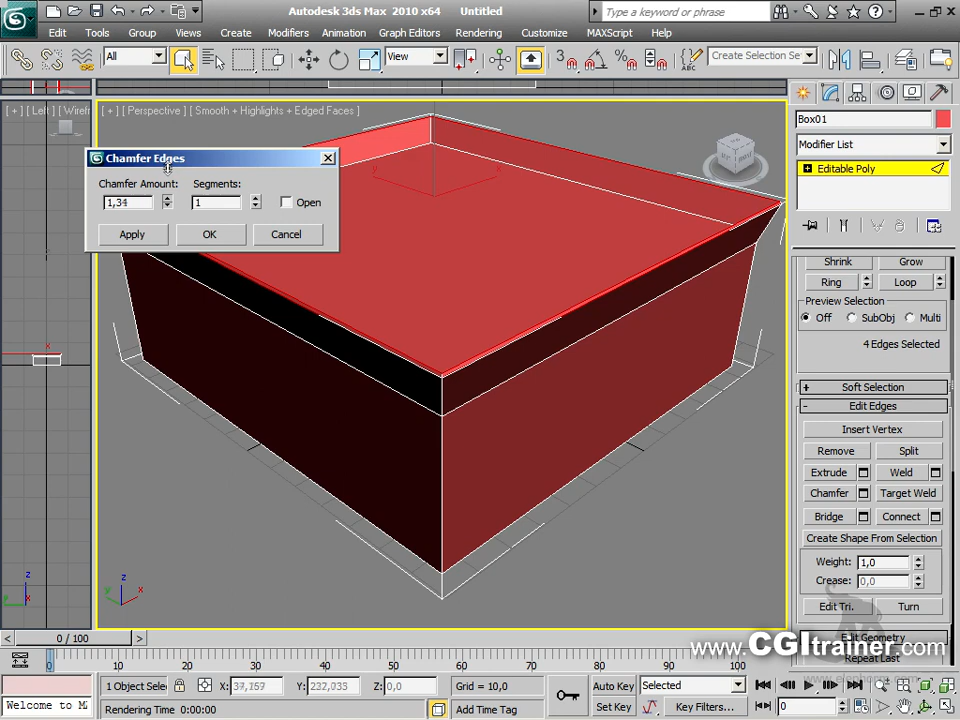 Autodesk 3ds Max 2010 x64 Untitled
Type a keyword or phrase
Edit Tools Group Views Create Modifiers Animation Graph Editors Rendering Customize MAXScript Help
All
View
3
Create Selection Se
[ + ] [ Left ] [ Wirefr
[ + ] [ Perspective ] [ Smooth + Highlights + Edged Faces ]
Box01
Modifier List
Editable Poly
Chamfer Edges
Chamfer Amount: Segments:
1,34 1 Open
Apply OK Cancel
Shrink Grow
Ring Loop
Preview Selection
Off SubObj Multi
4 Edges Selected
+ Soft Selection
- Edit Edges
Insert Vertex
Remove Split
Extrude Weld
Chamfer Target Weld
Bridge Connect
Create Shape From Selection
Weight: 1,0
Crease: 0,0
Edit Tri. Turn
Edit Geometry
Repeat Last
x
y x
z
y x
z
y x
www.CGItrainer.com
< 0 / 100 >
0 10 20 30 40 50 60 70 80 90 100
1 Object Sele X: 37,757 Y: 232,035 Z: 0,0 Grid = 10,0 Auto Key Selected
Welcome to M
Rendering Time 0:00:00 Add Time Tag Set Key Key Filters... 0